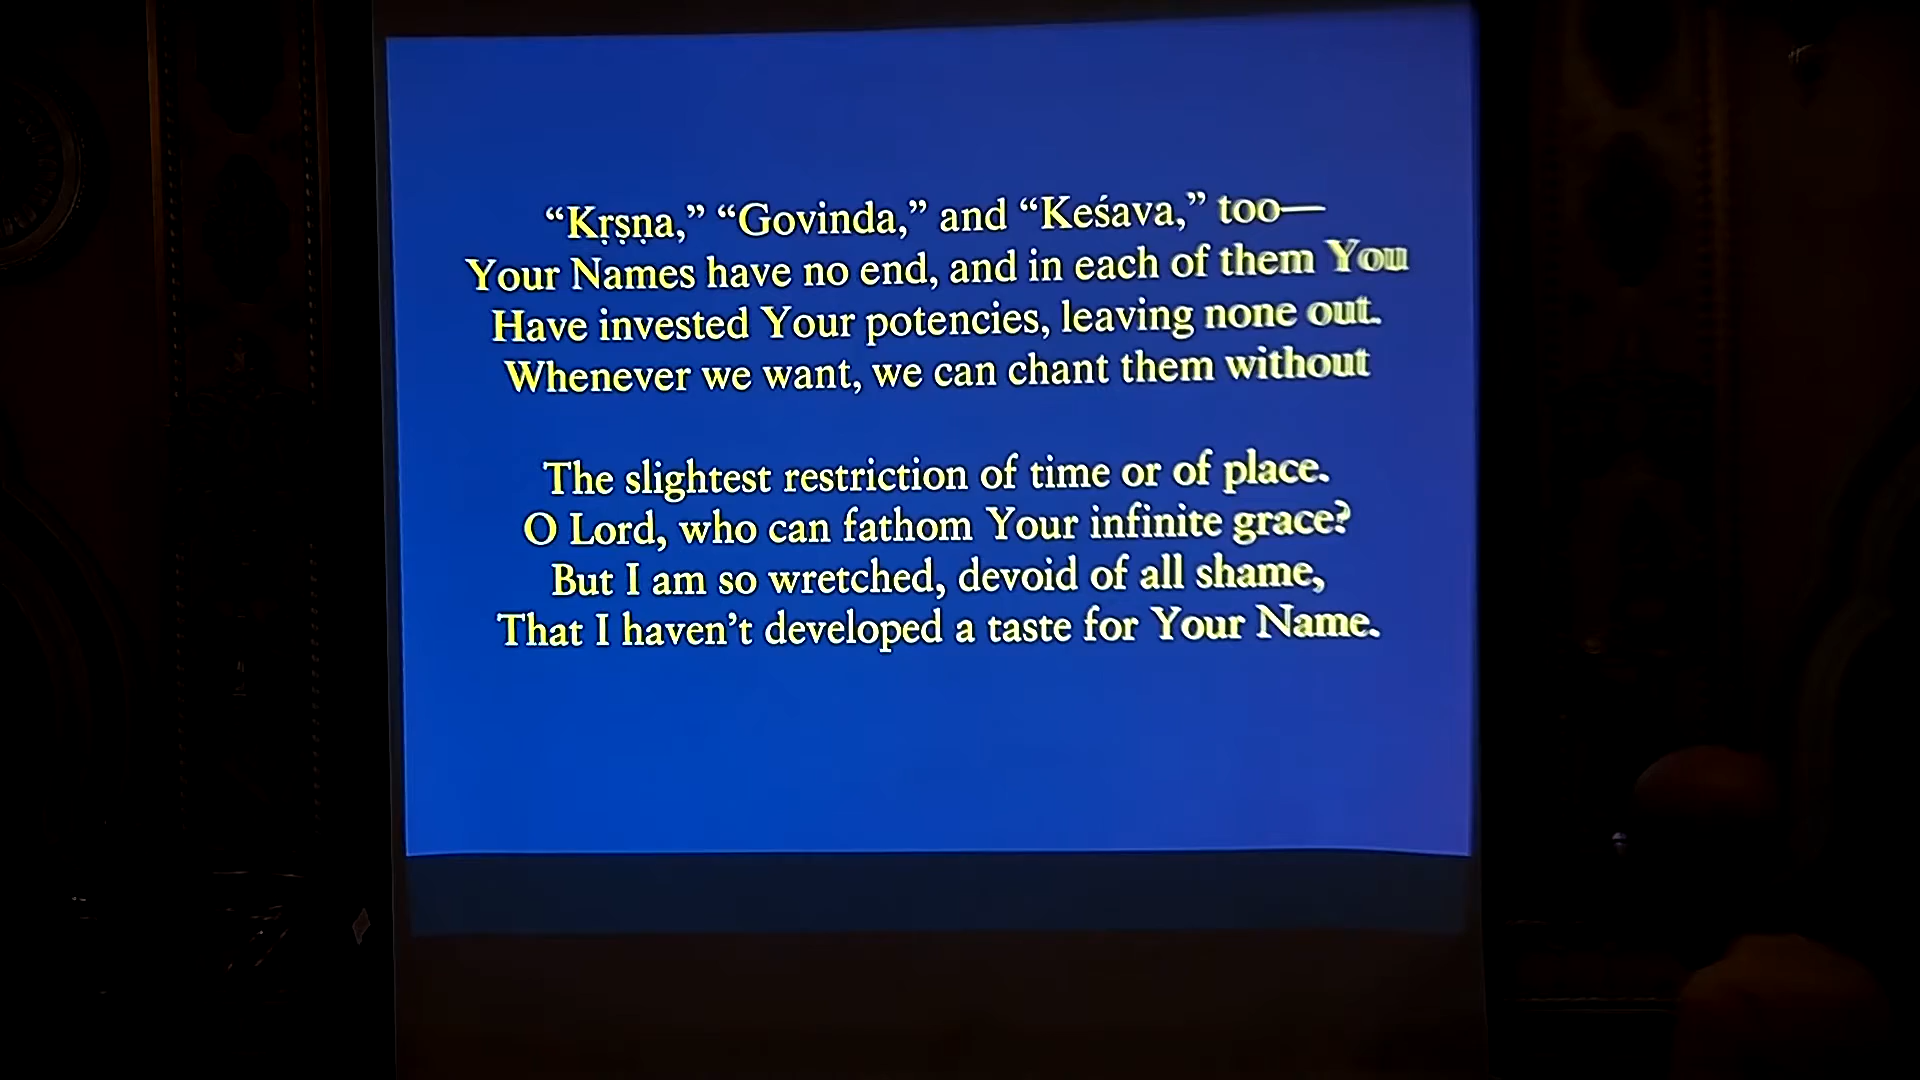 “Kṛṣṇa,” “Govinda,” and “Keśava,” too—
Your Names have no end, and in each of them You
Have invested Your potencies, leaving none out.
Whenever we want, we can chant them without
The slightest restriction of time or of place.
O Lord, who can fathom Your infinite grace?
But I am so wretched, devoid of all shame,
That I haven’t developed a taste for Your Name.